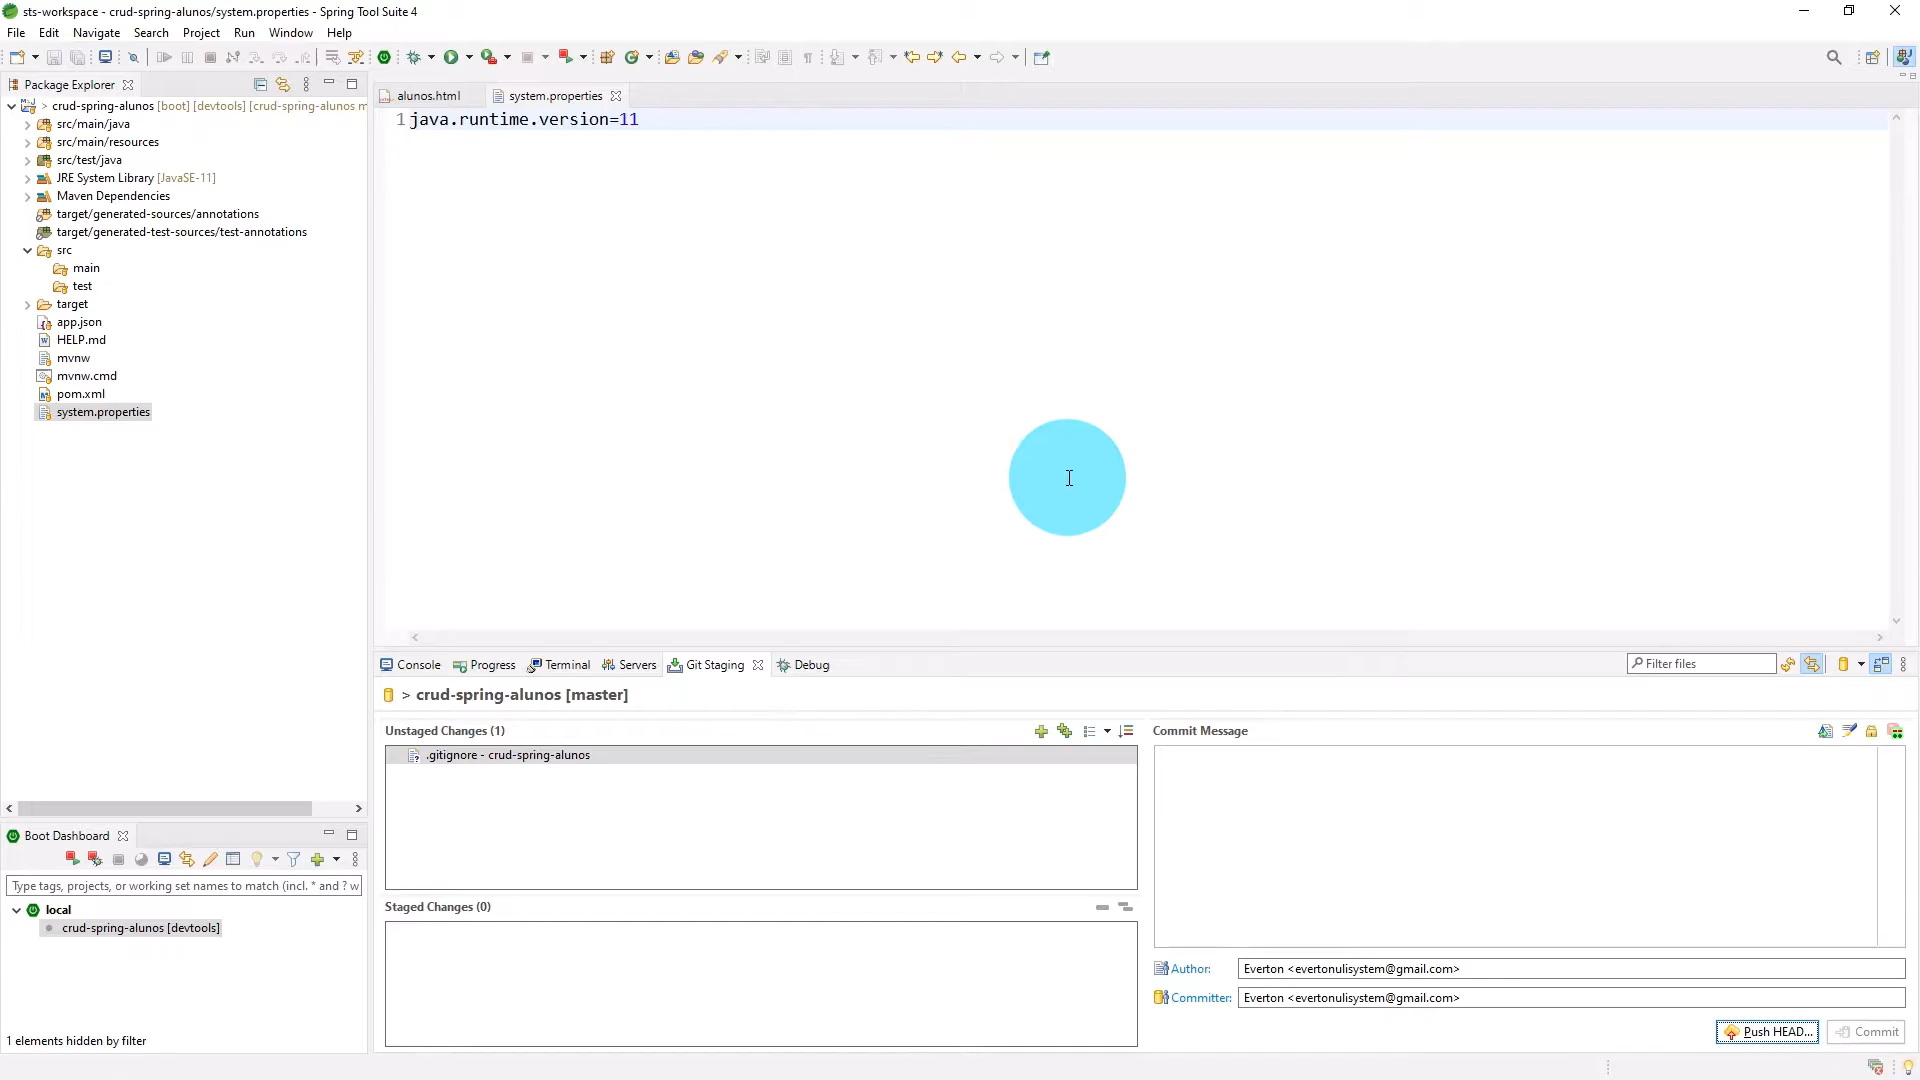 sts-workspace - crud-spring-alunos/system.properties - Spring Tool Suite 4
File Edit Navigate Search Project Run Window Help
Package Explorer
> crud-spring-alunos [boot] [devtools] [crud-spring-alunos m
src/main/java
src/main/resources
src/test/java
JRE System Library [JavaSE-11]
Maven Dependencies
target/generated-sources/annotations
target/generated-test-sources/test-annotations
src
main
test
target
app.json
HELP.md
mvnw
mvnw.cmd
pom.xml
system.properties
alunos.html
system.properties
1 java.runtime.version=11
Boot Dashboard
Type tags, projects, or working set names to match (incl. * and ? w
local
crud-spring-alunos [devtools]
1 elements hidden by filter
Console Progress Terminal Servers Git Staging Debug
Filter files
> crud-spring-alunos [master]
Unstaged Changes (1)
.gitignore - crud-spring-alunos
Staged Changes (0)
Commit Message
Author: Everton <evertonulisystem@gmail.com>
Committer: Everton <evertonulisystem@gmail.com>
Push HEAD... Commit